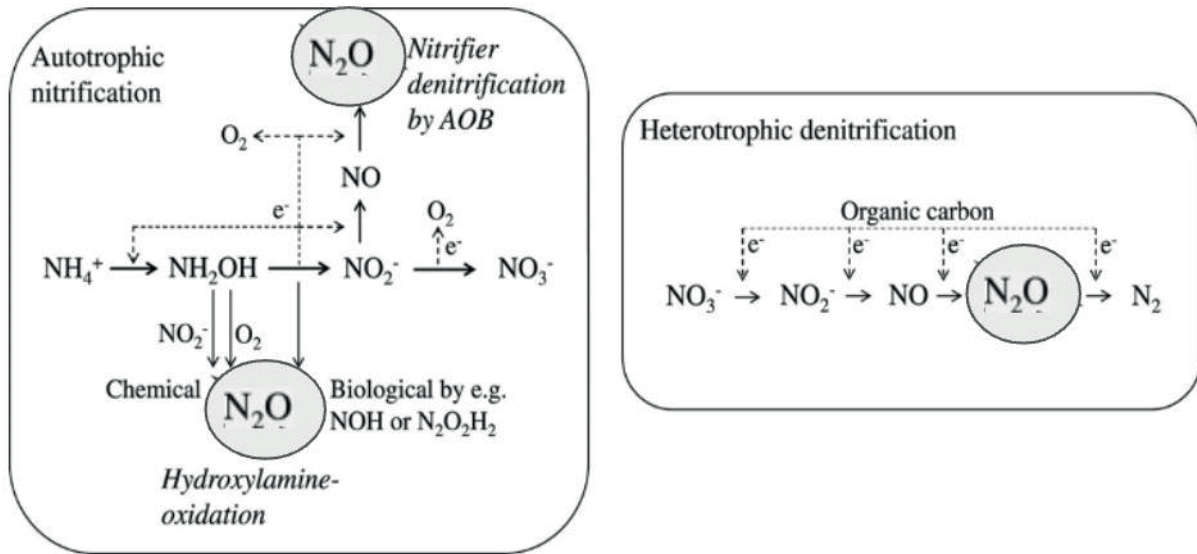 Autotrophic
nitrification
N₂O
Nitrifier
denitrification
by AOB
O₂
NO
e⁻
O₂
e⁻
NH₄⁺ → NH₂OH → NO₂⁻ → NO₃⁻
NO₂⁻ O₂
Chemical
N₂O
Biological by e.g.
NOH or N₂O₂H₂
Hydroxylamine-
oxidation
Heterotrophic denitrification
Organic carbon
e⁻ e⁻ e⁻ e⁻
NO₃⁻ → NO₂⁻ → NO → N₂O → N₂